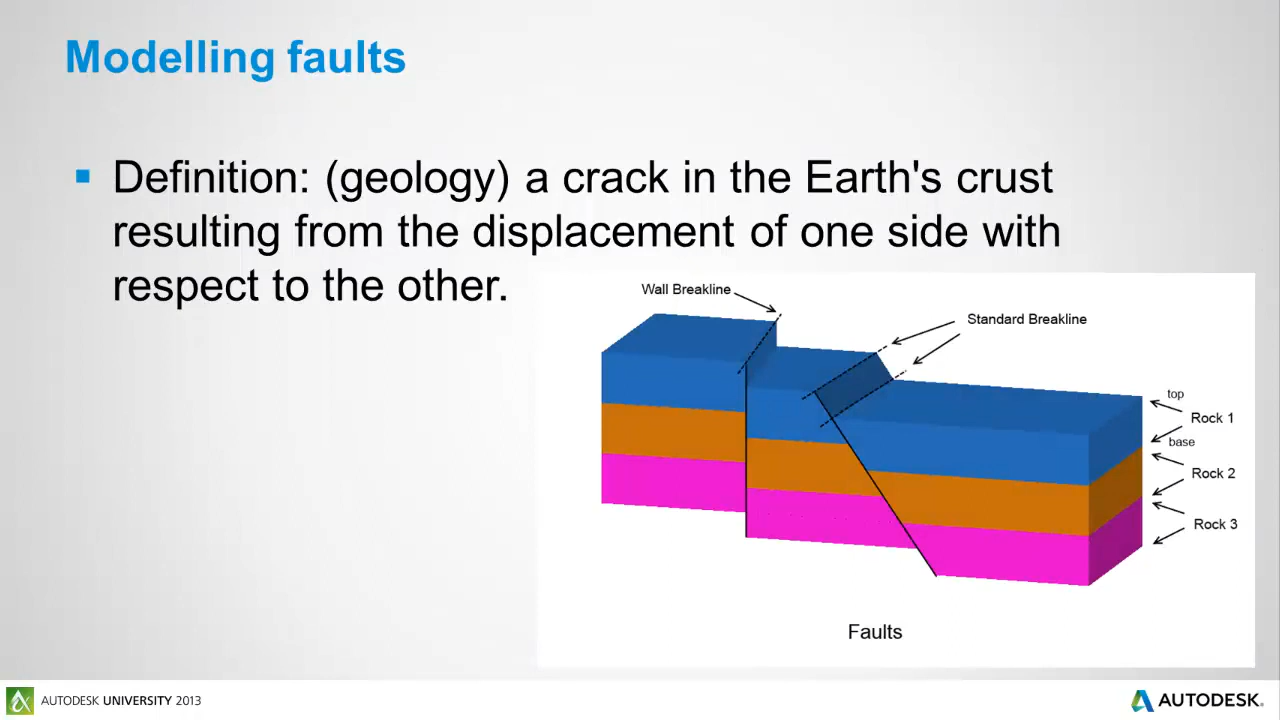 Modelling faults
Definition: (geology) a crack in the Earth's crust
resulting from the displacement of one side with
respect to the other.
Wall Breakline
Standard Breakline
top
Rock 1
base
Rock 2
Rock 3
Faults
AUTODESK UNIVERSITY 2013
AUTODESK.